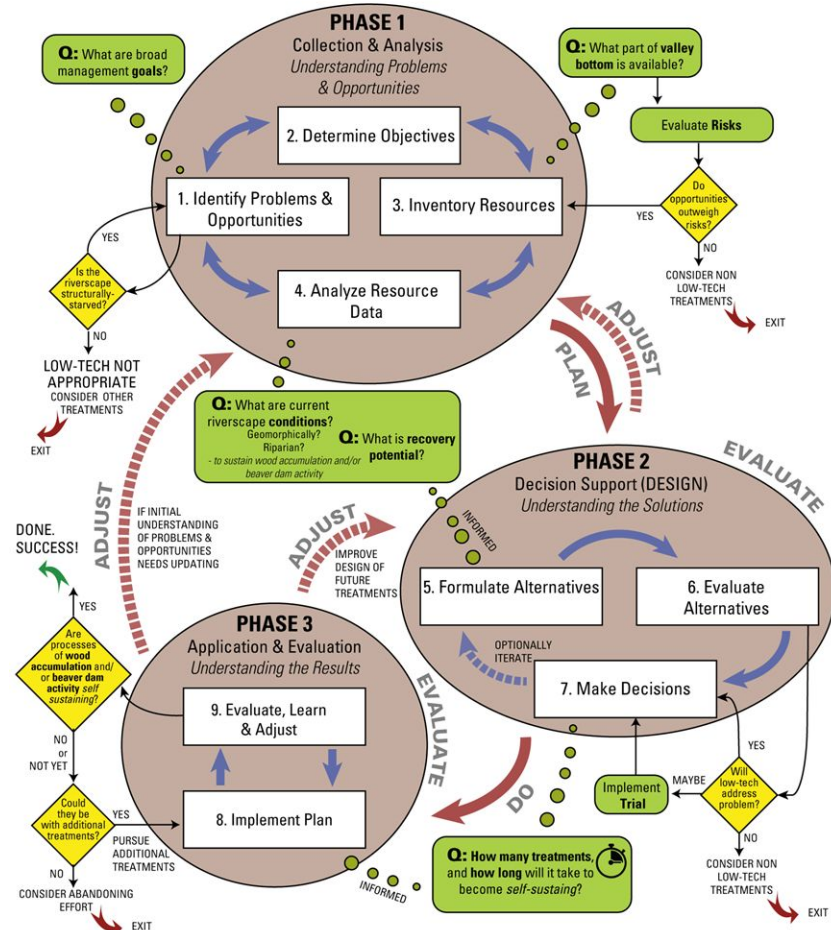 PHASE 1
Collection & Analysis
Understanding Problems
& Opportunities
Q: What are broad
management goals?
Q: What part of valley
bottom is available?
Evaluate Risks
Do
opportunities
outweigh
risks?
YES
NO
CONSIDER NON
LOW-TECH
TREATMENTS
EXIT
2. Determine Objectives
1. Identify Problems &
Opportunities
3. Inventory Resources
4. Analyze Resource
Data
YES
Is the
riverscape
structurally-
starved?
NO
LOW-TECH NOT
APPROPRIATE
CONSIDER OTHER
TREATMENTS
EXIT
ADJUST
PLAN
Q: What are current
riverscape conditions?
Geomorphically?
Riparian?
- to sustain wood accumulation and/or
beaver dam activity
Q: What is recovery
potential?
PHASE 2
Decision Support (DESIGN)
Understanding the Solutions
EVALUATE
INFORMED
5. Formulate Alternatives
6. Evaluate
Alternatives
OPTIONALLY
ITERATE
7. Make Decisions
YES
Will
low-tech
address
problem?
MAYBE
Implement
Trial
NO
CONSIDER NON
LOW-TECH
TREATMENTS
EXIT
ADJUST
IF INITIAL
UNDERSTANDING
OF PROBLEMS &
OPPORTUNITIES
NEEDS UPDATING
ADJUST
IMPROVE
DESIGN OF
FUTURE
TREATMENTS
DONE.
SUCCESS!
YES
Are
processes
of wood
accumulation and/
or beaver dam
activity self
sustaining?
NO
or
NOT YET
Could they
be with
additional
treatments?
YES
PURSUE
ADDITIONAL
TREATMENTS
NO
CONSIDER ABANDONING
EFFORT
EXIT
PHASE 3
Application & Evaluation
Understanding the Results
EVALUATE
9. Evaluate, Learn
& Adjust
8. Implement Plan
DO
INFORMED
Q: How many treatments,
and how long will it take to
become self-sustaing?